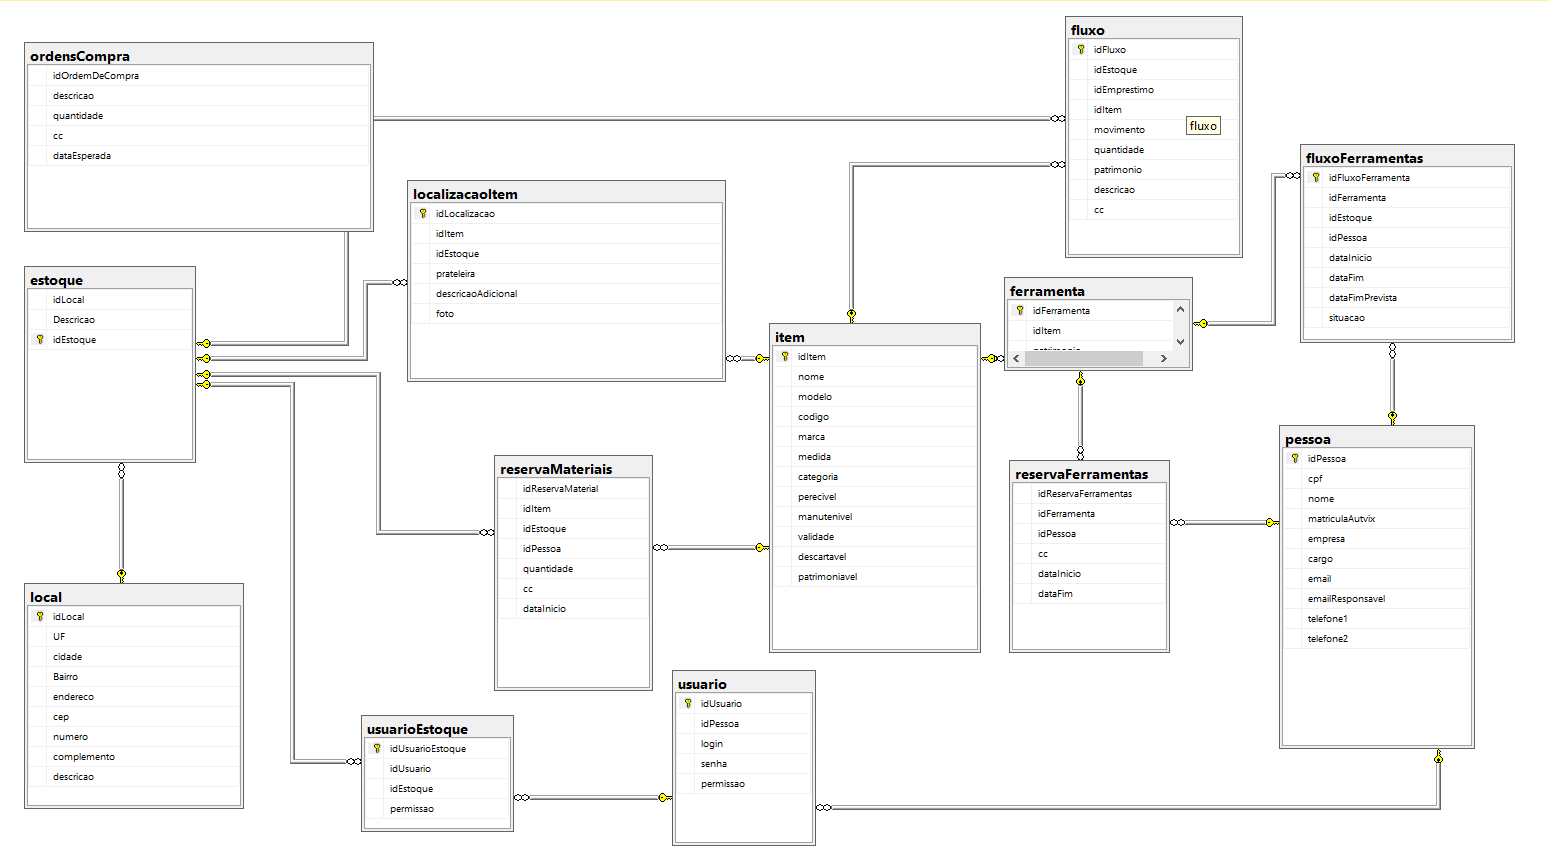 ordensCompra
idOrdemDeCompra
descricao
quantidade
cc
dataEsperada
fluxo
idFluxo
idEstoque
idEmprestimo
idItem
movimento
fluxo
quantidade
patrimonio
descricao
cc
fluxoFerramentas
idFluxoFerramenta
idFerramenta
idEstoque
idPessoa
dataInicio
dataFim
dataFimPrevista
situacao
localizacaoItem
idLocalizacao
idItem
idEstoque
prateleira
descricaoAdicional
foto
estoque
idLocal
Descricao
idEstoque
ferramenta
idFerramenta
idItem
patrimonio
item
idItem
nome
modelo
codigo
marca
medida
categoria
perecivel
manutenivel
validade
descartavel
patrimoniavel
reservaMateriais
idReservaMaterial
idItem
idEstoque
idPessoa
quantidade
cc
dataInicio
reservaFerramentas
idReservaFerramentas
idFerramenta
idPessoa
cc
dataInicio
dataFim
pessoa
idPessoa
cpf
nome
matriculaAutvix
empresa
cargo
email
emailResponsavel
telefone1
telefone2
local
idLocal
UF
cidade
Bairro
endereco
cep
numero
complemento
descricao
usuarioEstoque
idUsuarioEstoque
idUsuario
idEstoque
permissao
usuario
idUsuario
idPessoa
login
senha
permissao